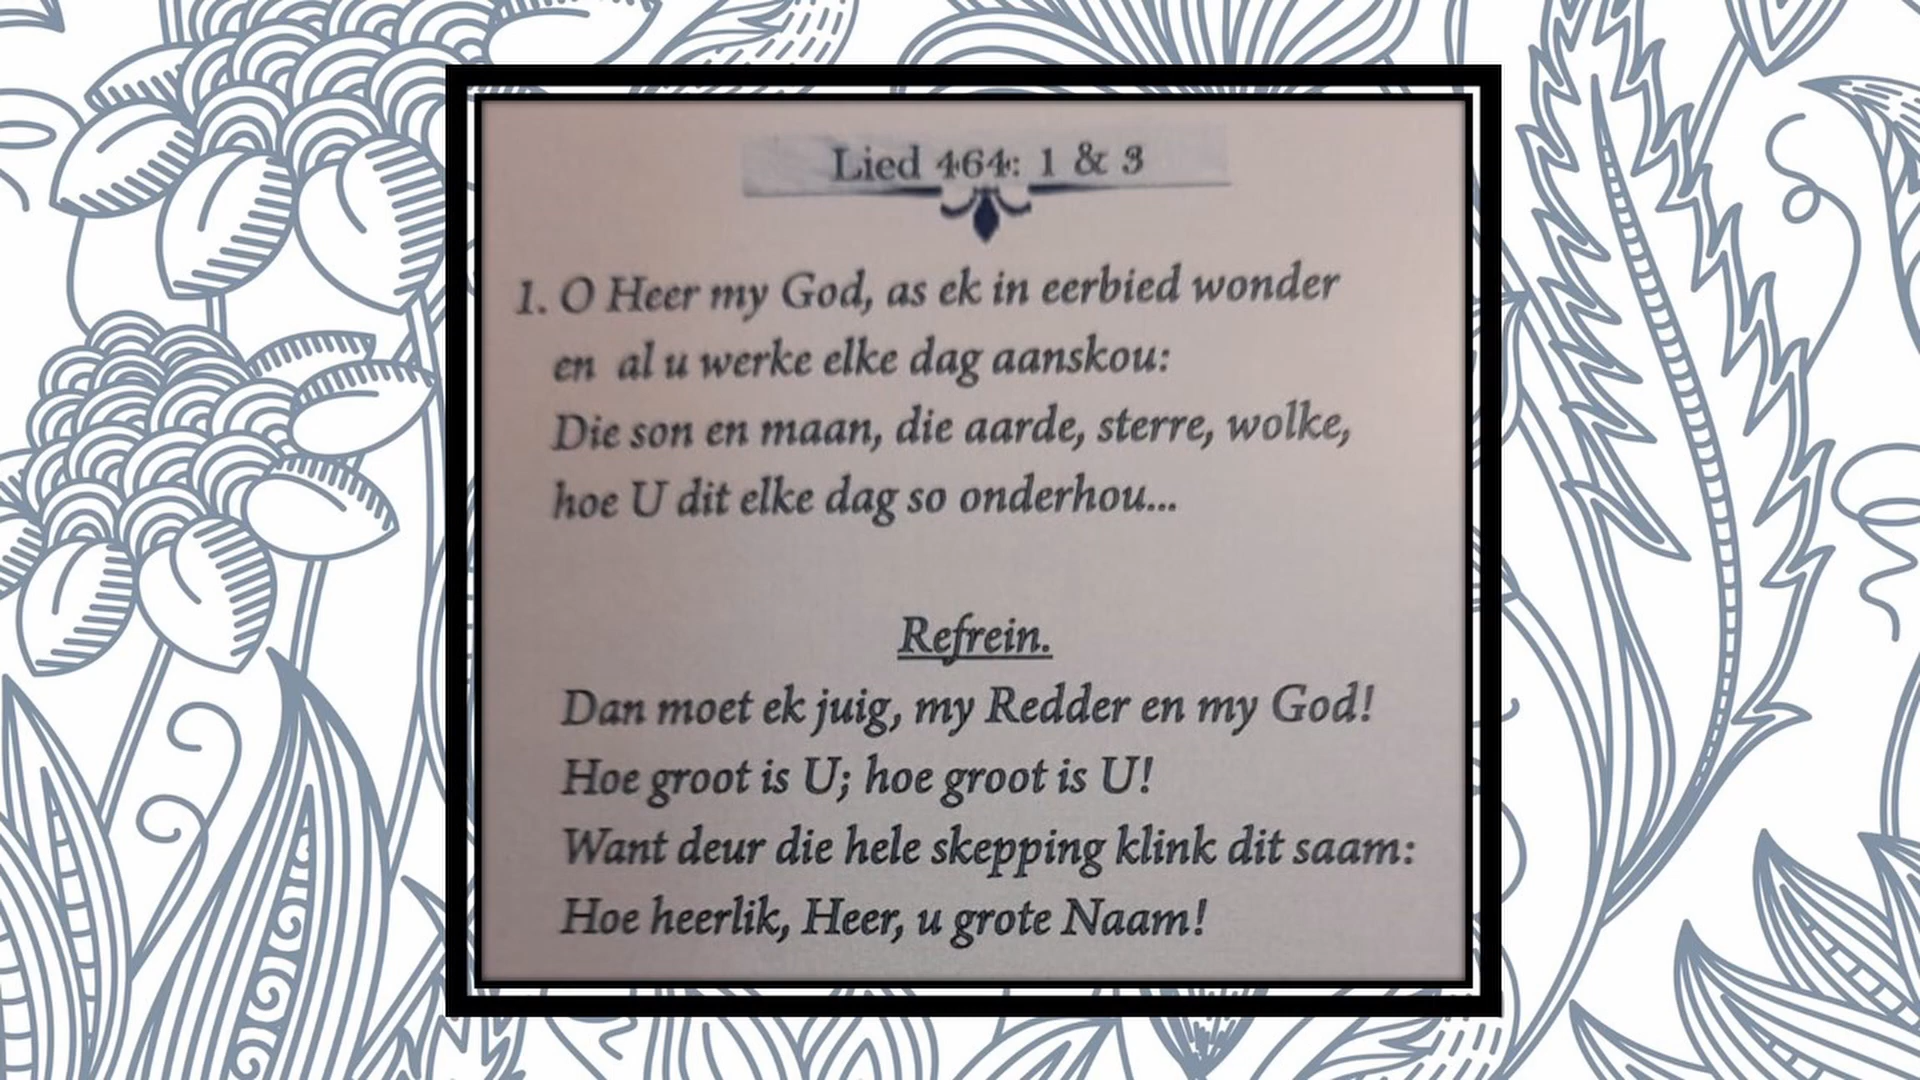 Lied 464: 1 & 3
1. O Heer my God, as ek in eerbied wonder
en al u werke elke dag aanskou:
Die son en maan, die aarde, sterre, wolke,
hoe U dit elke dag so onderhou...
Refrein.
Dan moet ek juig, my Redder en my God!
Hoe groot is U; hoe groot is U!
Want deur die hele skepping klink dit saam:
Hoe heerlik, Heer, u grote Naam!